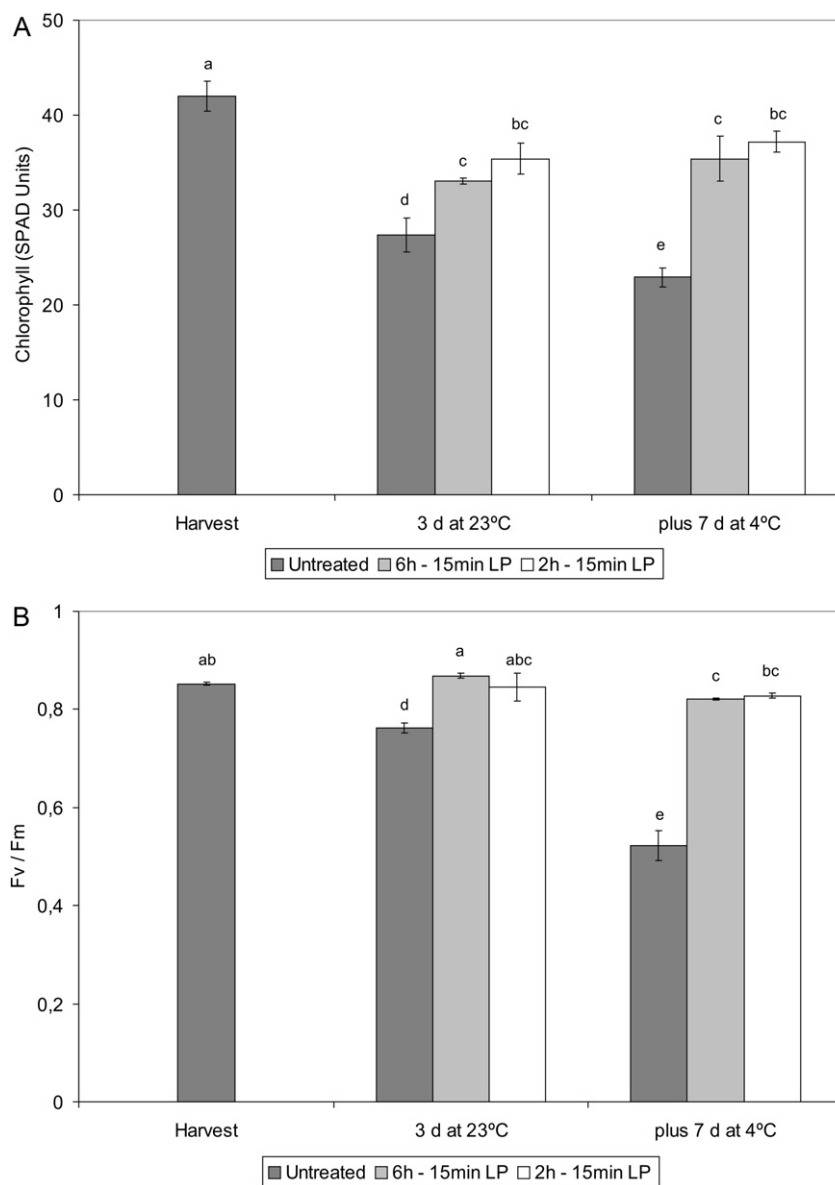 A
50
40
30
20
10
0
Chlorophyll (SPAD Units)
a
d
c
bc
e
c
bc
Harvest
3 d at 23ºC
plus 7 d at 4ºC
Untreated 6h - 15min LP 2h - 15min LP
B
1
0,8
0,6
0,4
0,2
0
Fv / Fm
ab
d
a
abc
e
c
bc
Harvest
3 d at 23ºC
plus 7 d at 4ºC
Untreated 6h - 15min LP 2h - 15min LP